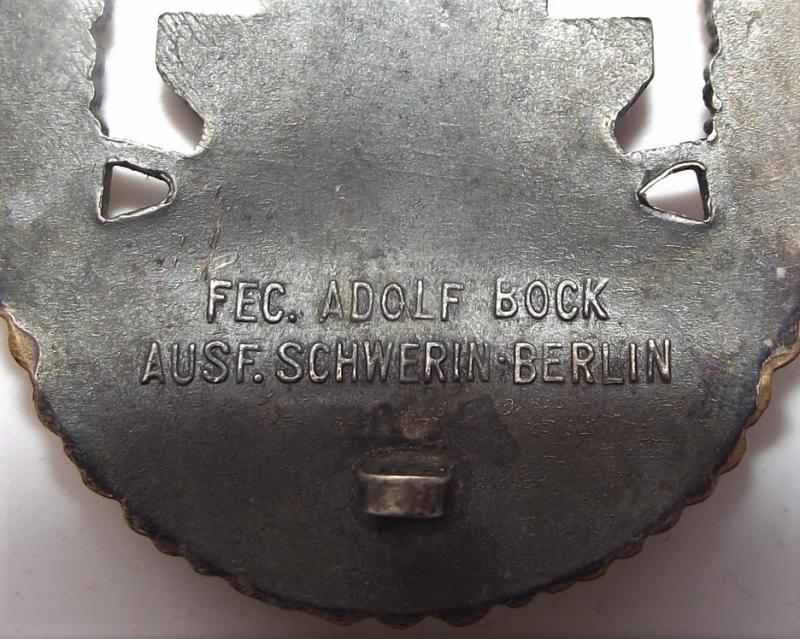 FEC. ADOLF BOCK
AUSF. SCHWERIN·BERLIN